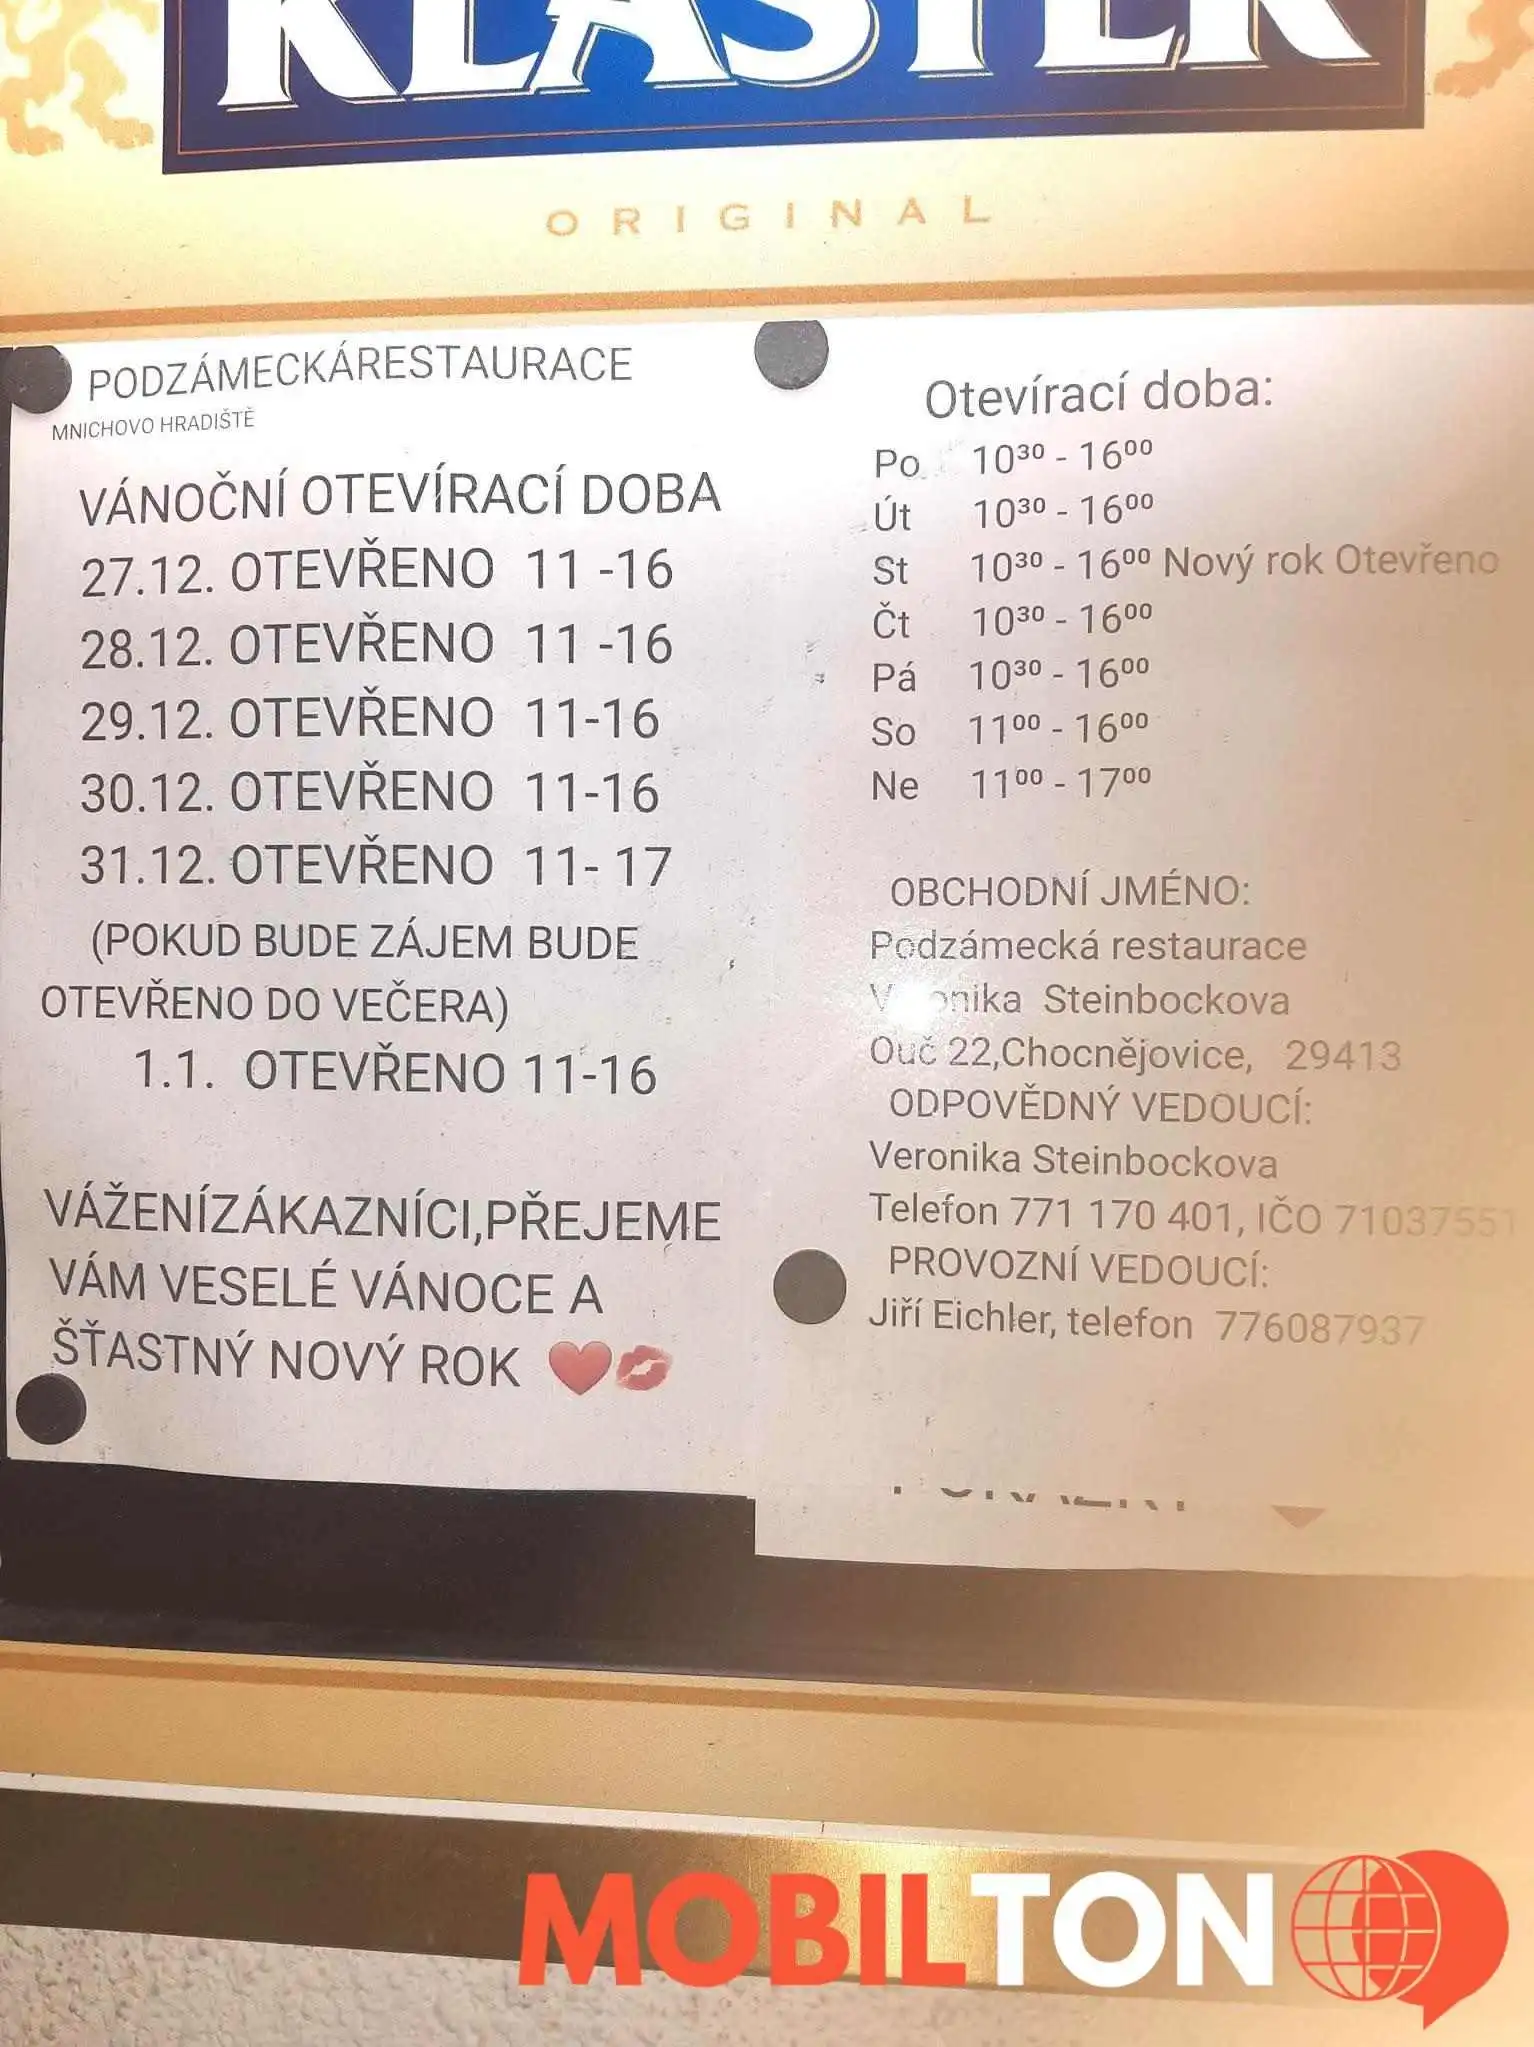 KLÁŠTER
ORIGINAL
PODZÁMECKÁRESTAURACE
MNICHOVO HRADIŠTĚ
VÁNOČNÍ OTEVÍRACÍ DOBA
27.12. OTEVŘENO 11 -16
28.12. OTEVŘENO 11 -16
29.12. OTEVŘENO 11-16
30.12. OTEVŘENO 11-16
31.12. OTEVŘENO 11- 17
(POKUD BUDE ZÁJEM BUDE
OTEVŘENO DO VEČERA)
1.1. OTEVŘENO 11-16
VÁŽENÍZÁKAZNÍCI,PŘEJEME
VÁM VESELÉ VÁNOCE A
ŠŤASTNÝ NOVÝ ROK ❤️💋
Otevírací doba:
Po 10³⁰ - 16⁰⁰
Út 10³⁰ - 16⁰⁰
St 10³⁰ - 16⁰⁰ Nový rok Otevřeno
Čt 10³⁰ - 16⁰⁰
Pá 10³⁰ - 16⁰⁰
So 11⁰⁰ - 16⁰⁰
Ne 11⁰⁰ - 17⁰⁰
OBCHODNÍ JMÉNO:
Podzámecká restaurace
Veronika Steinbockova
Ouč 22,Chocnějovice, 29413
ODPOVĚDNÝ VEDOUCÍ:
Veronika Steinbockova
Telefon 771 170 401, IČO 71037551
PROVOZNÍ VEDOUCÍ:
Jiří Eichler, telefon 776087937
MOBILTON